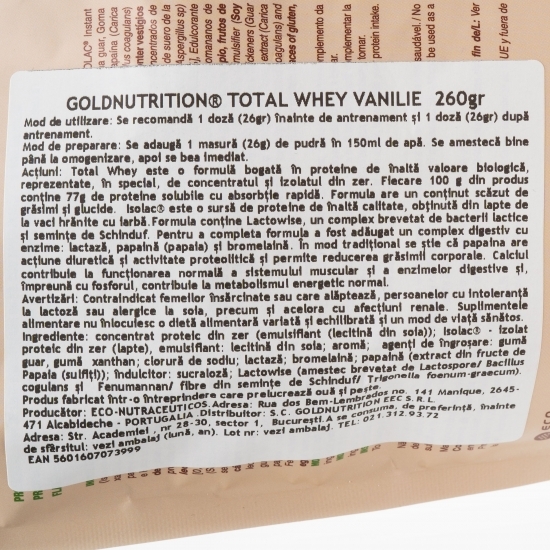 GOLDNUTRITION® TOTAL WHEY VANILIE 260gr
Mod de utilizare: Se recomandă 1 doză (26gr) înainte de antrenament și 1 doză (26gr) după
antrenament.
Mod de preparare: Se adaugă 1 masură (26g) de pudră în 150ml de apă. Se amestecă bine
până la omogenizare, apoi se bea imediat.
Acțiuni: Total Whey este o formulă bogată în proteine de înaltă valoare biologică,
reprezentate, în special, de concentratul și izolatul din zer. Fiecare 100 g din produs
conține 77g de proteine solubile cu absorbție rapidă. Formula are un conținut scăzut de
grăsimi și glucide. Isolac® este o sursă de proteine de înaltă calitate, obținută din lapte de
la vaci hrănite cu iarbă.Formula conține Lactowise, un complex brevetat de bacterii lactice
și semințe de Schinduf. Pentru a completa formula a fost adăugat un complex digestiv cu
enzime: lactază, papaină (papaia) și bromelaină. În mod tradițional se știe că papaina are
acțiune diuretică și activitate proteolitică și permite reducerea grăsimii corporale. Calciul
contribuie la funcționarea normală a sistemului muscular și a enzimelor digestive și,
împreună cu fosforul, contribuie la metabolismul energetic normal.
Avertizări: Contraindicat femeilor însărcinate sau care alăptează, persoanelor cu intoleranță
la lactoză sau alergice la soia, precum și acelora cu afecțiuni renale. Suplimentele
alimentare nu înlocuiesc o dietă alimentară variată și echilibrată și un mod de viață sănătos.
Ingrediente: concentrat proteic din zer (emulsifiant (lecitină din soia)); Isolac® - izolat
proteic din zer (lapte), emulsifiant: lecitină din soia; aromă; agenți de îngroșare: gumă
guar, gumă xanthan; clorură de sodiu; lactază; bromelaină; papaină (extract din fructe de
Papaia (sulfiți)); îndulcitor: sucraloză; Lactowise (amestec brevetat de Lactospore/ Bacillus
cogulans și Fenumannan/ fibre din semințe de Schinduf/ Trigonella foenum-graecum).
Produs fabricat într-o întreprindere care prelucrează ouă și pește.
Producător: ECO-NUTRACEUTICOS.Adresa: Rua dos Bem-Lembrados no. 141 Manique, 2645-
471 Alcabideche - PORTUGALIA .Distribuitor: S.C. GOLDNUTRITION EEC S.R.L.
Adresa: Str. Academiei , nr 28-30, sector 1, București. A se consuma, de preferință, înainte
de sfârsitul: vezi ambalaj (lună, an). Lot nr.: vezi ambalaj. TEL: 021.312.93.72
EAN 5601607073999